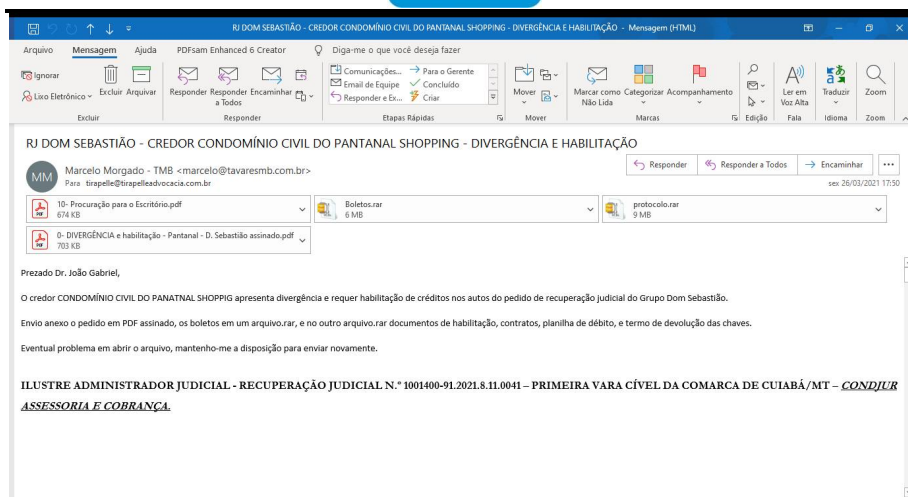 RJ DOM SEBASTIÃO - CREDOR CONDOMÍNIO CIVIL DO PANTANAL SHOPPING - DIVERGÊNCIA E HABILITAÇÃO - Mensagem (HTML)
Arquivo Mensagem Ajuda PDFsam Enhanced 6 Creator Diga-me o que você deseja fazer
Ignorar
Lixo Eletrônico
Excluir Arquivar
Responder Responder a Todos Encaminhar
Comunicações... Para o Gerente
Email de Equipe Concluído
Responder e Ex... Criar
Mover
Marcar como Não Lida Categorizar Acompanhamento
Ler em Voz Alta
Traduzir
Zoom
Excluir Responder Etapas Rápidas Mover Marcas Edição Fala Idioma Zoom
RJ DOM SEBASTIÃO - CREDOR CONDOMÍNIO CIVIL DO PANTANAL SHOPPING - DIVERGÊNCIA E HABILITAÇÃO
MM
Marcelo Morgado - TMB <marcelo@tavaresmb.com.br>
Para tirapelle@tirapelleadvocacia.com.br
Responder Responder a Todos Encaminhar
sex 26/03/2021 17:50
10- Procuração para o Escritório.pdf
674 KB
Boletos.rar
6 MB
protocolo.rar
9 MB
0- DIVERGÊNCIA e habilitação - Pantanal - D. Sebastião assinado.pdf
703 KB
Prezado Dr. João Gabriel,
O credor CONDOMÍNIO CIVIL DO PANATNAL SHOPPIG apresenta divergência e requer habilitação de créditos nos autos do pedido de recuperação judicial do Grupo Dom Sebastião.
Envio anexo o pedido em PDF assinado, os boletos em um arquivo.rar, e no outro arquivo.rar documentos de habilitação, contratos, planilha de débito, e termo de devolução das chaves.
Eventual problema em abrir o arquivo, mantenho-me a disposição para enviar novamente.
ILUSTRE ADMINISTRADOR JUDICIAL - RECUPERAÇÃO JUDICIAL N.º 1001400-91.2021.8.11.0041 – PRIMEIRA VARA CÍVEL DA COMARCA DE CUIABÁ/MT – CONDJUR
ASSESSORIA E COBRANÇA.